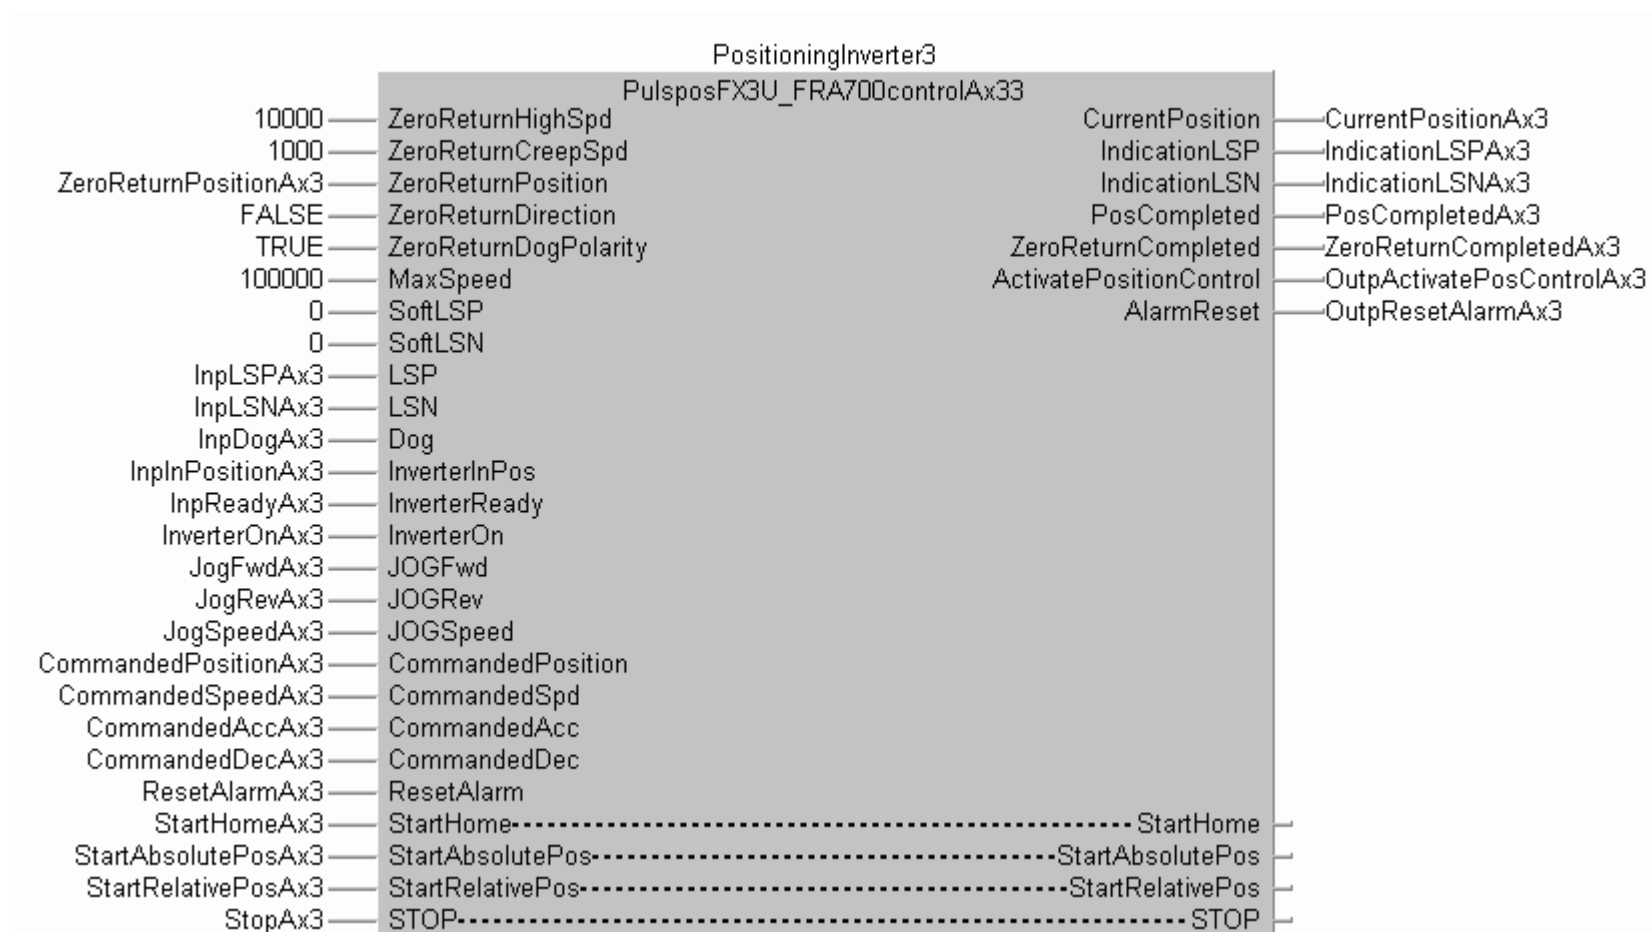 PositioningInverter3
PulsposFX3U_FRA700controlAx33
10000 ZeroReturnHighSpd CurrentPosition CurrentPositionAx3
1000 ZeroReturnCreepSpd IndicationLSP IndicationLSPAx3
ZeroReturnPositionAx3 ZeroReturnPosition IndicationLSN IndicationLSNAx3
FALSE ZeroReturnDirection PosCompleted PosCompletedAx3
TRUE ZeroReturnDogPolarity ZeroReturnCompleted ZeroReturnCompletedAx3
100000 MaxSpeed ActivatePositionControl OutpActivatePosControlAx3
0 SoftLSP AlarmReset OutpResetAlarmAx3
0 SoftLSN
InpLSPAx3 LSP
InpLSNAx3 LSN
InpDogAx3 Dog
InpInPositionAx3 InverterInPos
InpReadyAx3 InverterReady
InverterOnAx3 InverterOn
JogFwdAx3 JOGFwd
JogRevAx3 JOGRev
JogSpeedAx3 JOGSpeed
CommandedPositionAx3 CommandedPosition
CommandedSpeedAx3 CommandedSpd
CommandedAccAx3 CommandedAcc
CommandedDecAx3 CommandedDec
ResetAlarmAx3 ResetAlarm
StartHomeAx3 StartHome StartHome
StartAbsolutePosAx3 StartAbsolutePos StartAbsolutePos
StartRelativePosAx3 StartRelativePos StartRelativePos
StopAx3 STOP STOP